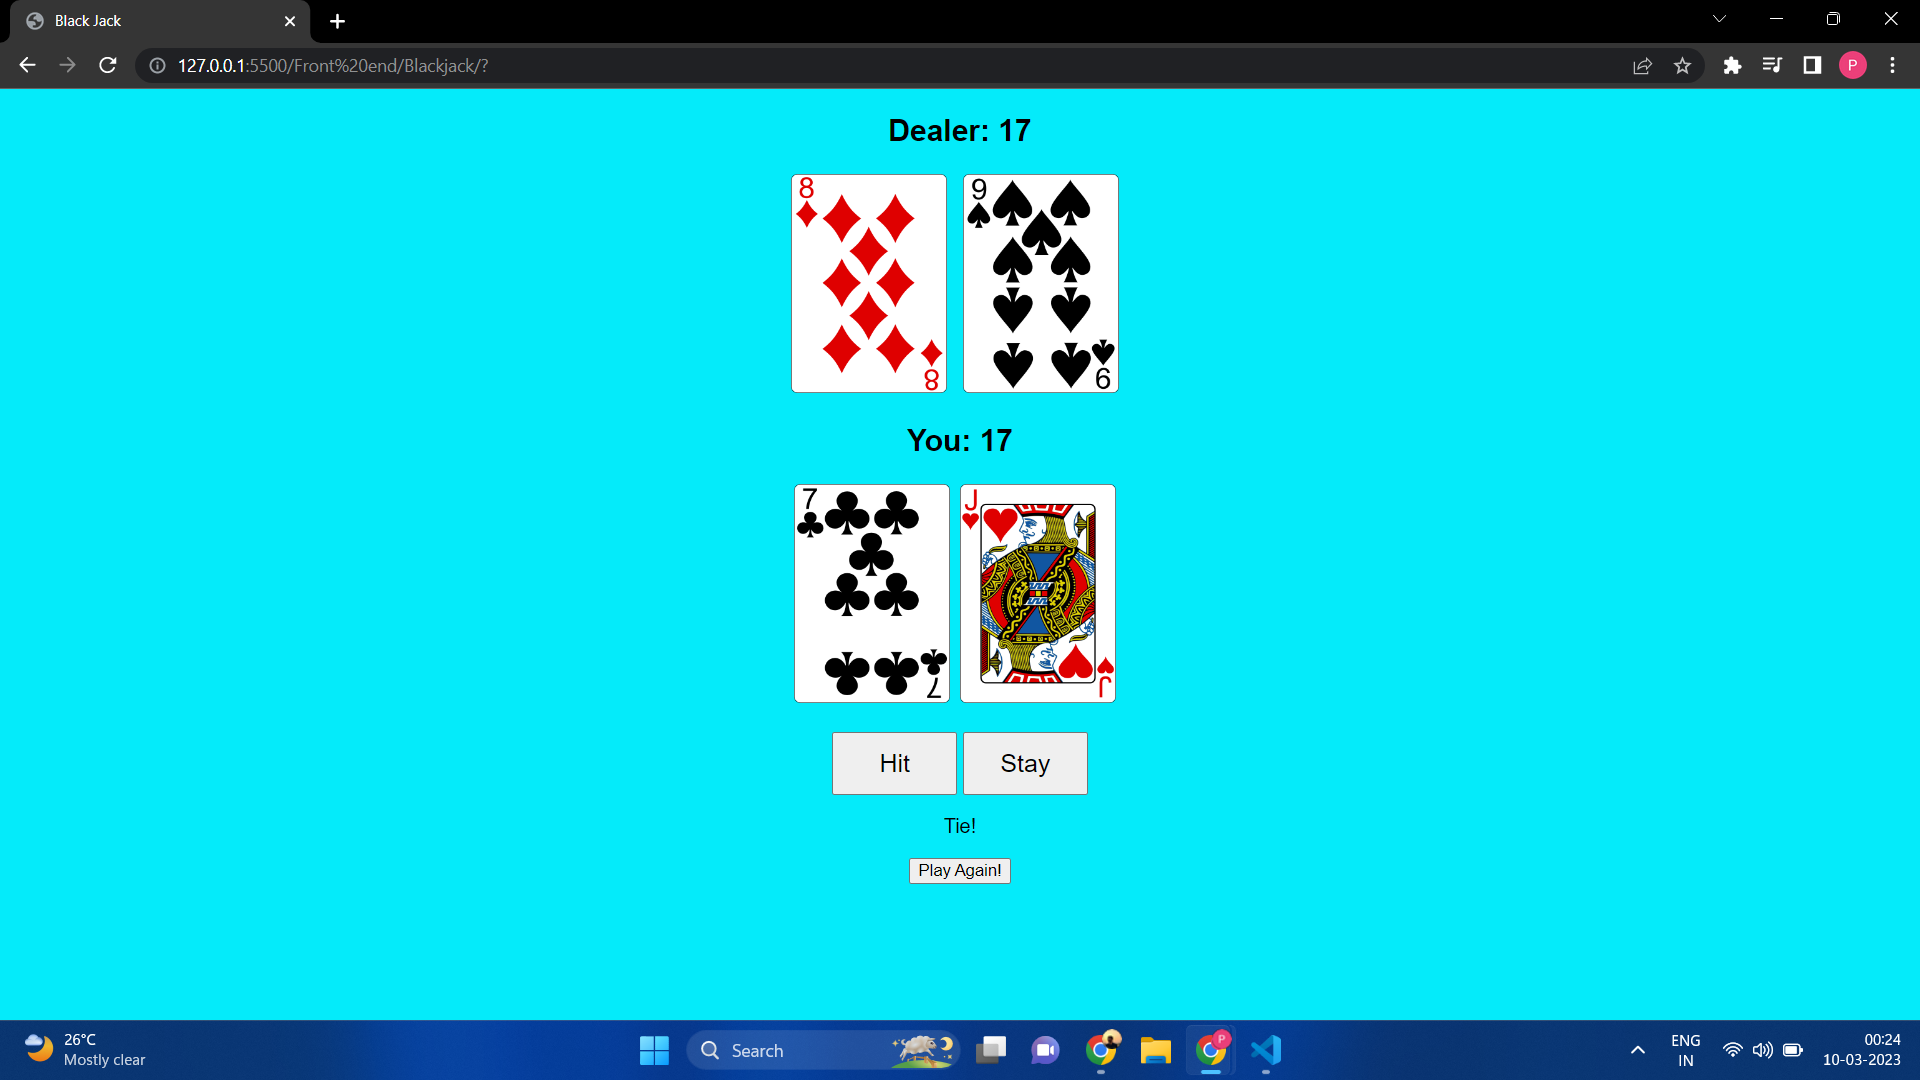 Black Jack
127.0.0.1:5500/Front%20end/Blackjack/?
P
Dealer: 17
8
8
9
9
You: 17
7
7
J
J
Hit
Stay
Tie!
Play Again!
26°C
Mostly clear
Search
P
ENG
IN
00:24
10-03-2023